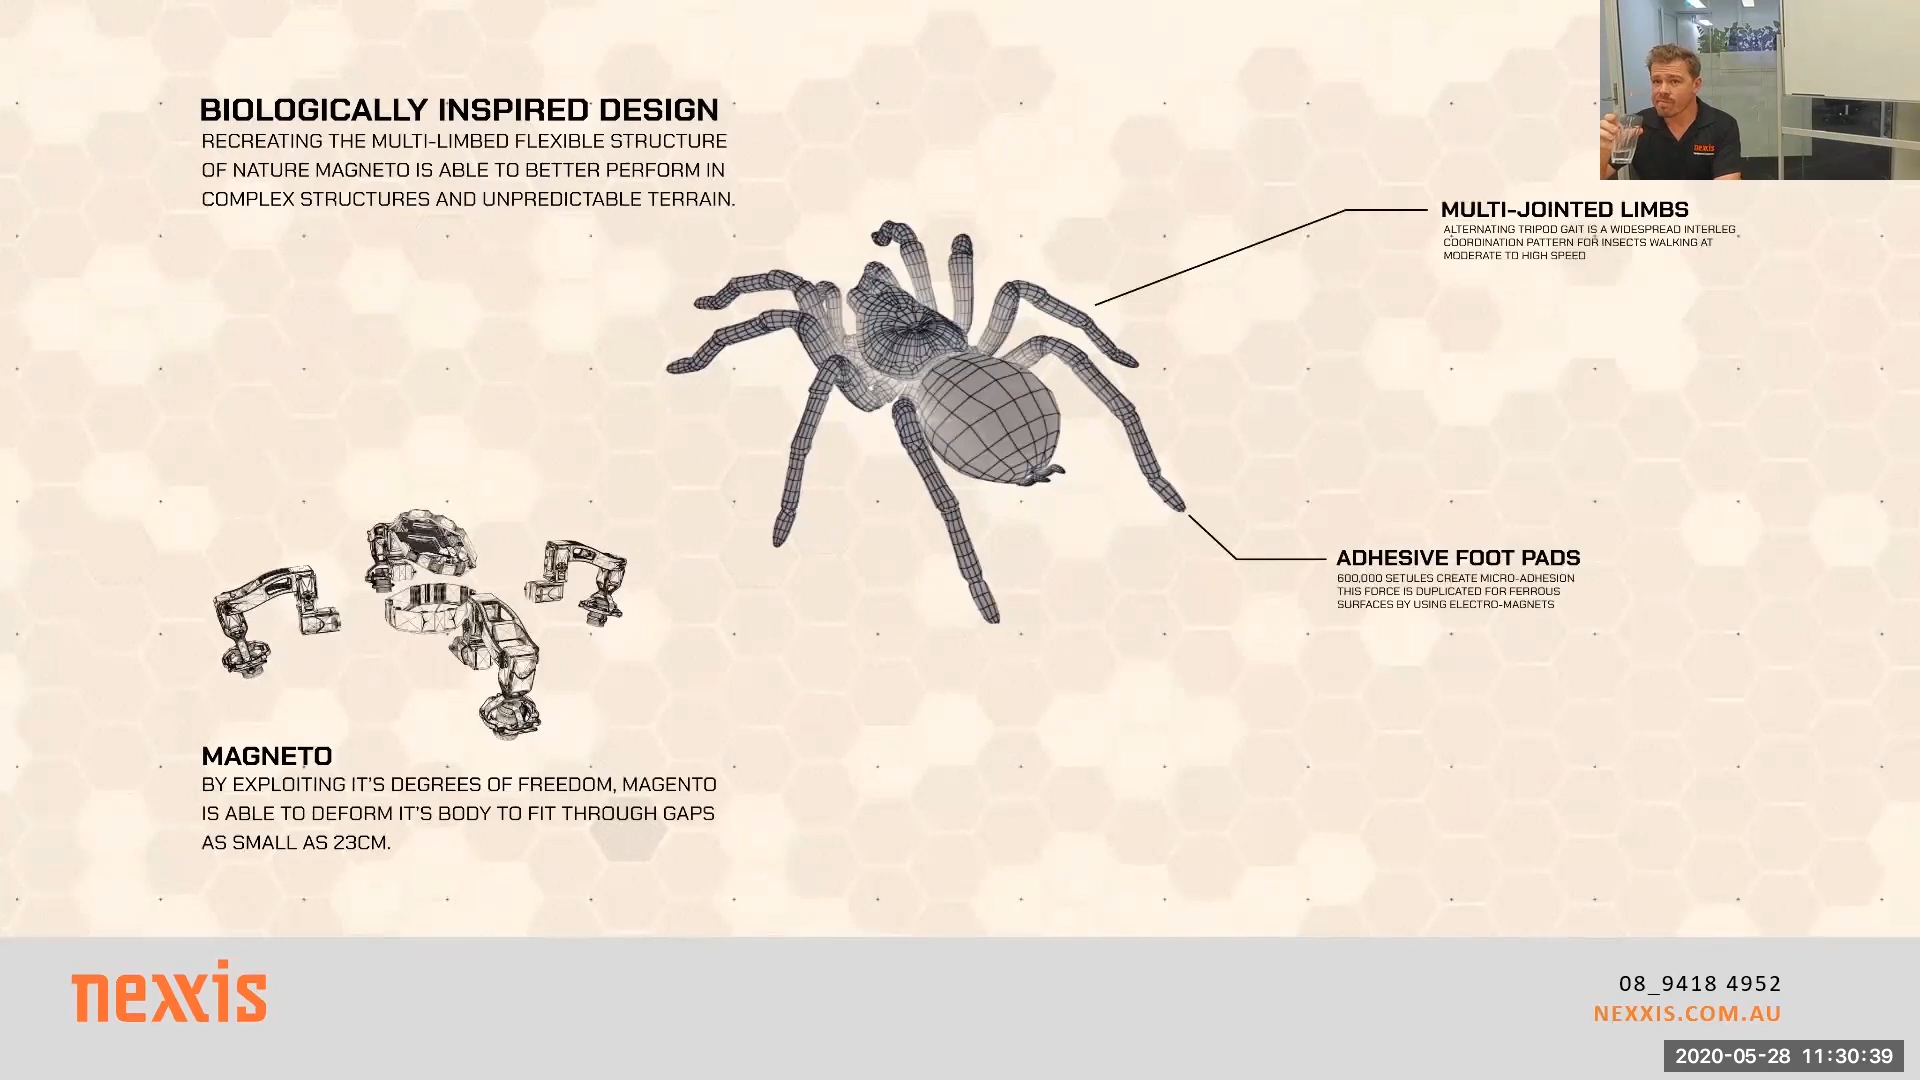 BIOLOGICALLY INSPIRED DESIGN
RECREATING THE MULTI-LIMBED FLEXIBLE STRUCTURE
OF NATURE MAGNETO IS ABLE TO BETTER PERFORM IN
COMPLEX STRUCTURES AND UNPREDICTABLE TERRAIN.
nexxis
MULTI-JOINTED LIMBS
ALTERNATING TRIPOD GAIT IS A WIDESPREAD INTERLEG
COORDINATION PATTERN FOR INSECTS WALKING AT
MODERATE TO HIGH SPEED
ADHESIVE FOOT PADS
600,000 SETULES CREATE MICRO-ADHESION
THIS FORCE IS DUPLICATED FOR FERROUS
SURFACES BY USING ELECTRO-MAGNETS
MAGNETO
BY EXPLOITING IT'S DEGREES OF FREEDOM, MAGENTO
IS ABLE TO DEFORM IT'S BODY TO FIT THROUGH GAPS
AS SMALL AS 23CM.
nexxis
08_9418 4952
NEXXIS.COM.AU
2020-05-28 11:30:39